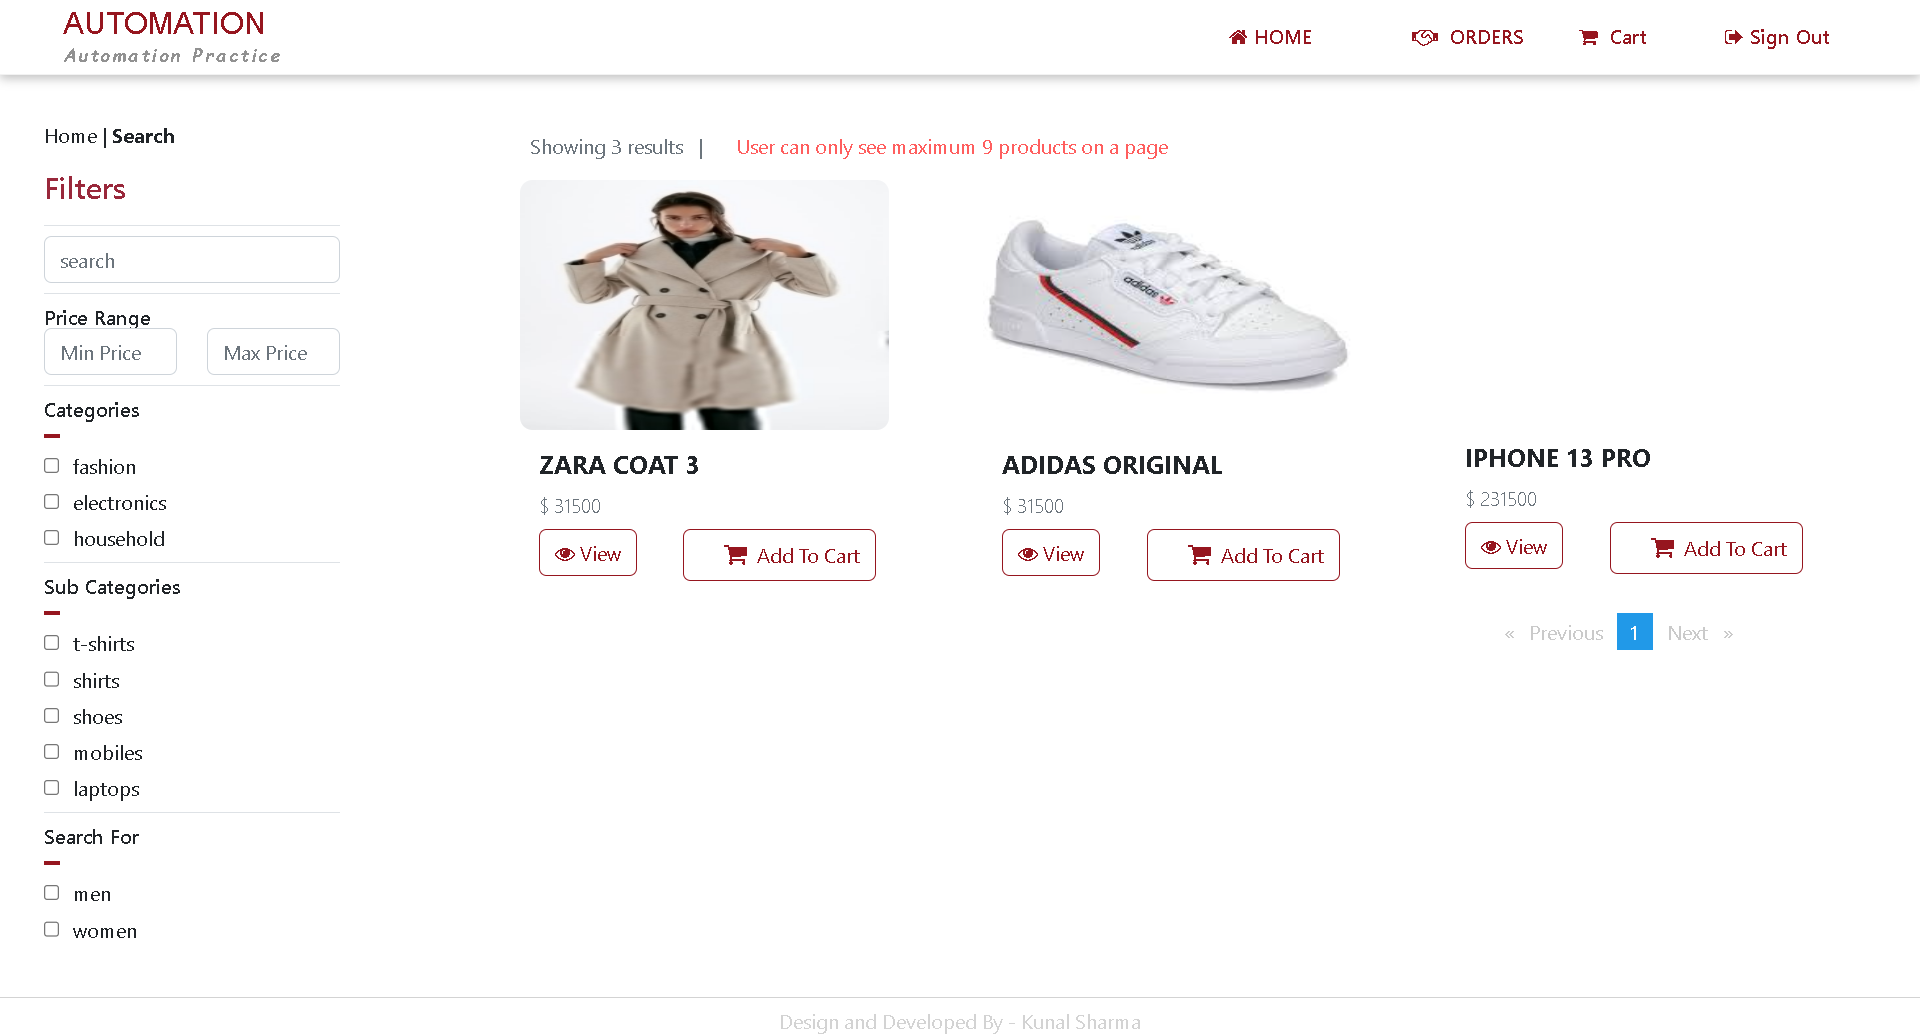 AUTOMATION
Automation Practice
HOME
ORDERS
Cart
Sign Out
Home | Search
Filters
search
Price Range
Min Price
Max Price
Categories
fashion
electronics
household
Sub Categories
t-shirts
shirts
shoes
mobiles
laptops
Search For
men
women
Showing 3 results |
User can only see maximum 9 products on a page
adidas
adidas
ZARA COAT 3
$ 31500
View
Add To Cart
ADIDAS ORIGINAL
$ 31500
View
Add To Cart
IPHONE 13 PRO
$ 231500
View
Add To Cart
« Previous 1 Next »
Design and Developed By - Kunal Sharma